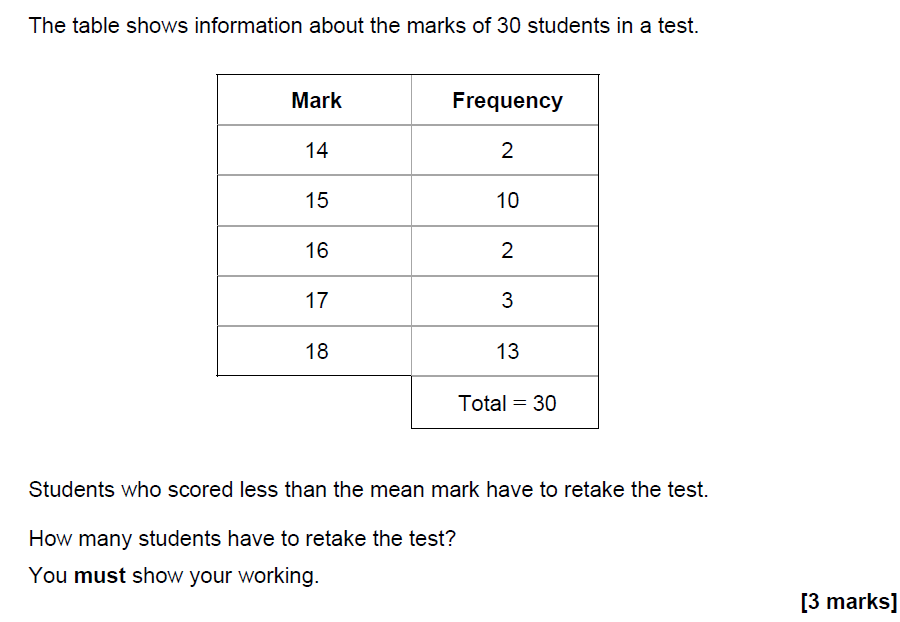 The table shows information about the marks of 30 students in a test.
Mark Frequency
14 2
15 10
16 2
17 3
18 13
Total = 30
Students who scored less than the mean mark have to retake the test.
How many students have to retake the test?
You must show your working.
[3 marks]